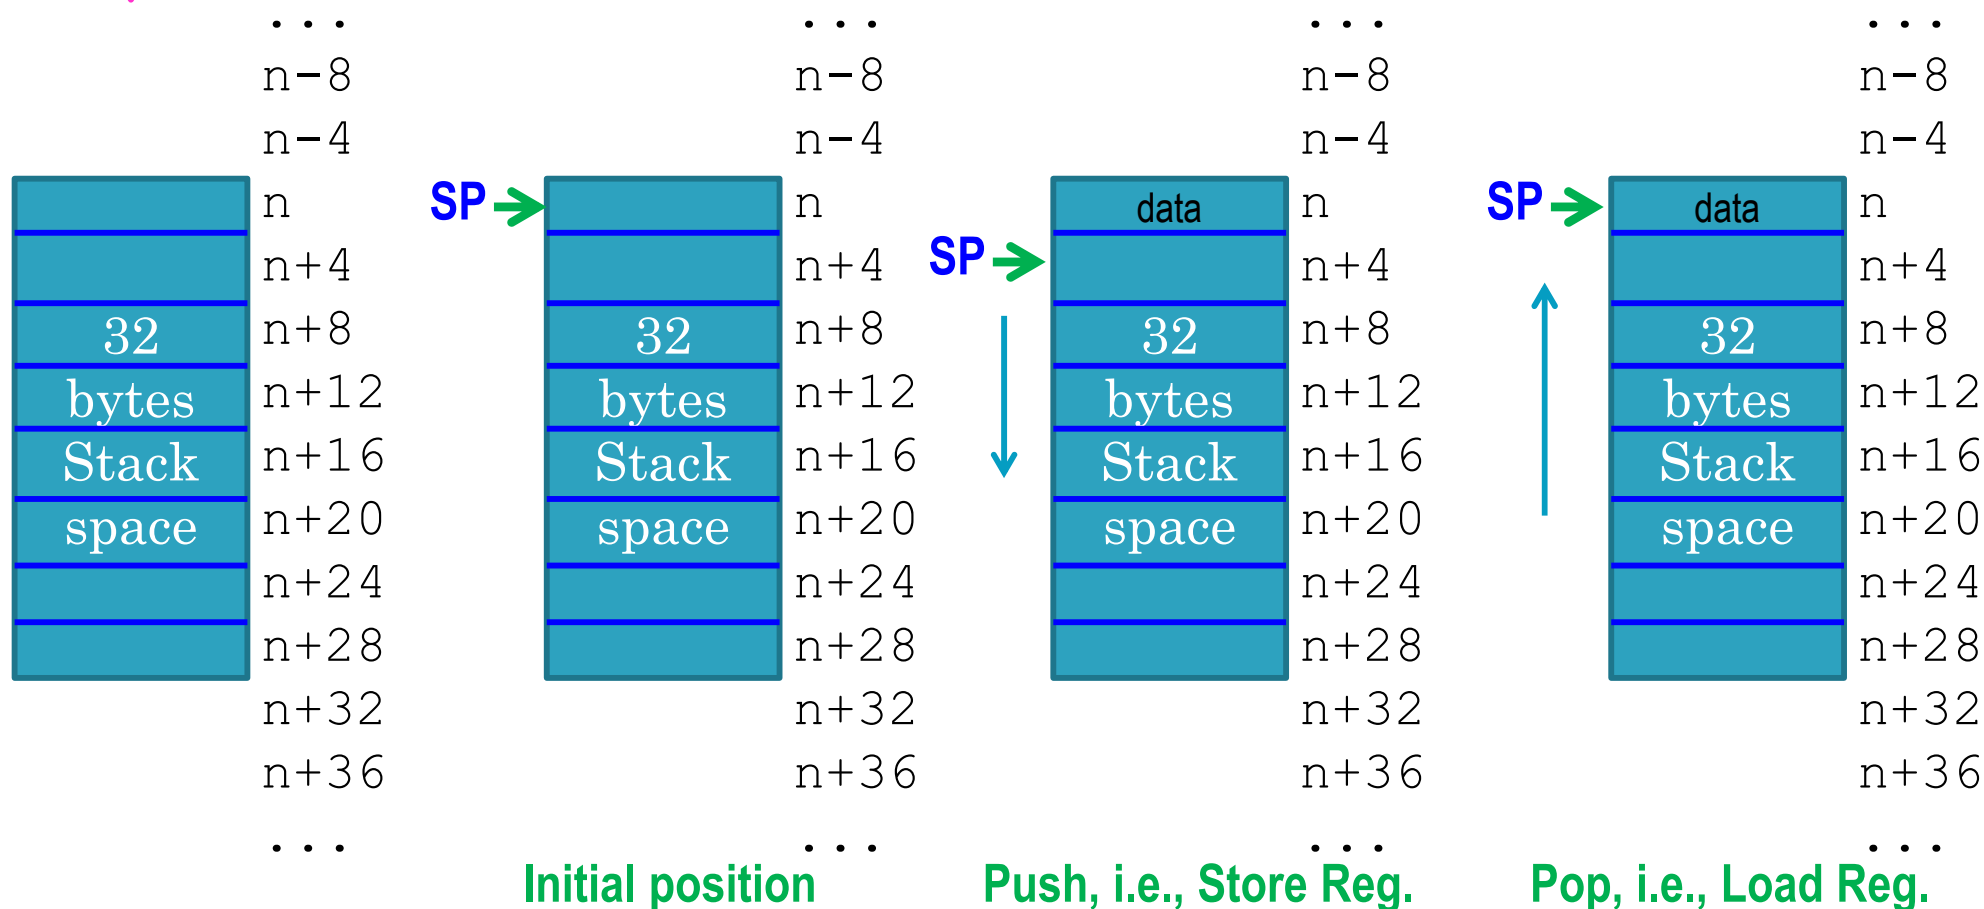 ...
n-8
n-4
n
n+4
n+8
n+12
n+16
n+20
n+24
n+28
n+32
n+36
...
32
bytes
Stack
space
...
n-8
n-4
n
n+4
n+8
n+12
n+16
n+20
n+24
n+28
n+32
n+36
...
SP
32
bytes
Stack
space
Initial position
...
n-8
n-4
n
n+4
n+8
n+12
n+16
n+20
n+24
n+28
n+32
n+36
...
SP
data
32
bytes
Stack
space
Push, i.e., Store Reg.
...
n-8
n-4
n
n+4
n+8
n+12
n+16
n+20
n+24
n+28
n+32
n+36
...
SP
data
32
bytes
Stack
space
Pop, i.e., Load Reg.